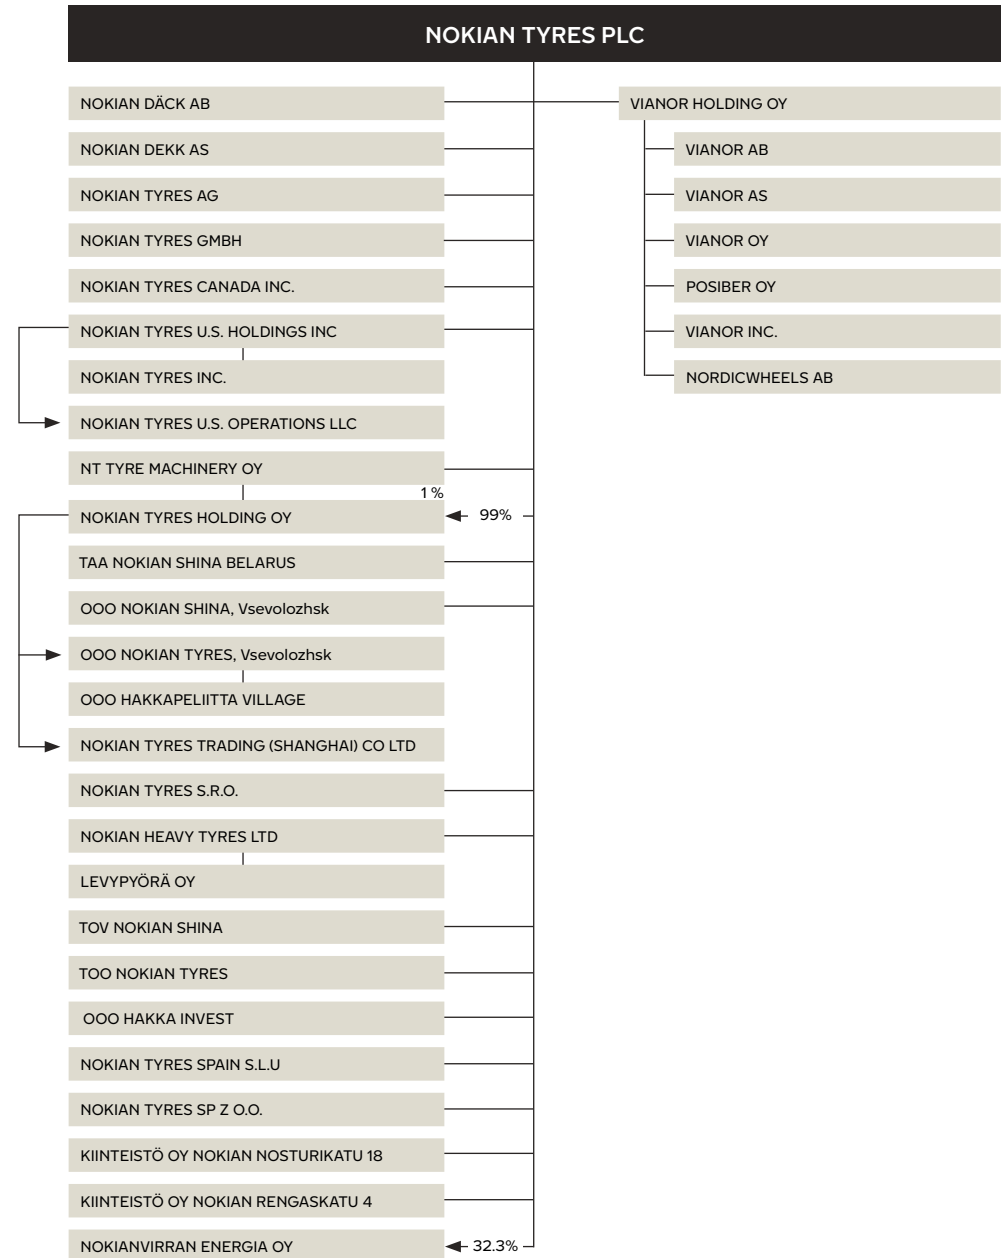 NOKIAN TYRES PLC
NOKIAN DÄCK AB
NOKIAN DEKK AS
NOKIAN TYRES AG
NOKIAN TYRES GMBH
NOKIAN TYRES CANADA INC.
NOKIAN TYRES U.S. HOLDINGS INC
NOKIAN TYRES INC.
NOKIAN TYRES U.S. OPERATIONS LLC
NT TYRE MACHINERY OY
1 %
NOKIAN TYRES HOLDING OY
99%
TAA NOKIAN SHINA BELARUS
OOO NOKIAN SHINA, Vsevolozhsk
OOO NOKIAN TYRES, Vsevolozhsk
OOO HAKKAPELIITTA VILLAGE
NOKIAN TYRES TRADING (SHANGHAI) CO LTD
NOKIAN TYRES S.R.O.
NOKIAN HEAVY TYRES LTD
LEVYPYÖRÄ OY
TOV NOKIAN SHINA
TOO NOKIAN TYRES
OOO HAKKA INVEST
NOKIAN TYRES SPAIN S.L.U
NOKIAN TYRES SP Z O.O.
KIINTEISTÖ OY NOKIAN NOSTURIKATU 18
KIINTEISTÖ OY NOKIAN RENGASKATU 4
NOKIANVIRRAN ENERGIA OY
32.3%
VIANOR HOLDING OY
VIANOR AB
VIANOR AS
VIANOR OY
POSIBER OY
VIANOR INC.
NORDICWHEELS AB